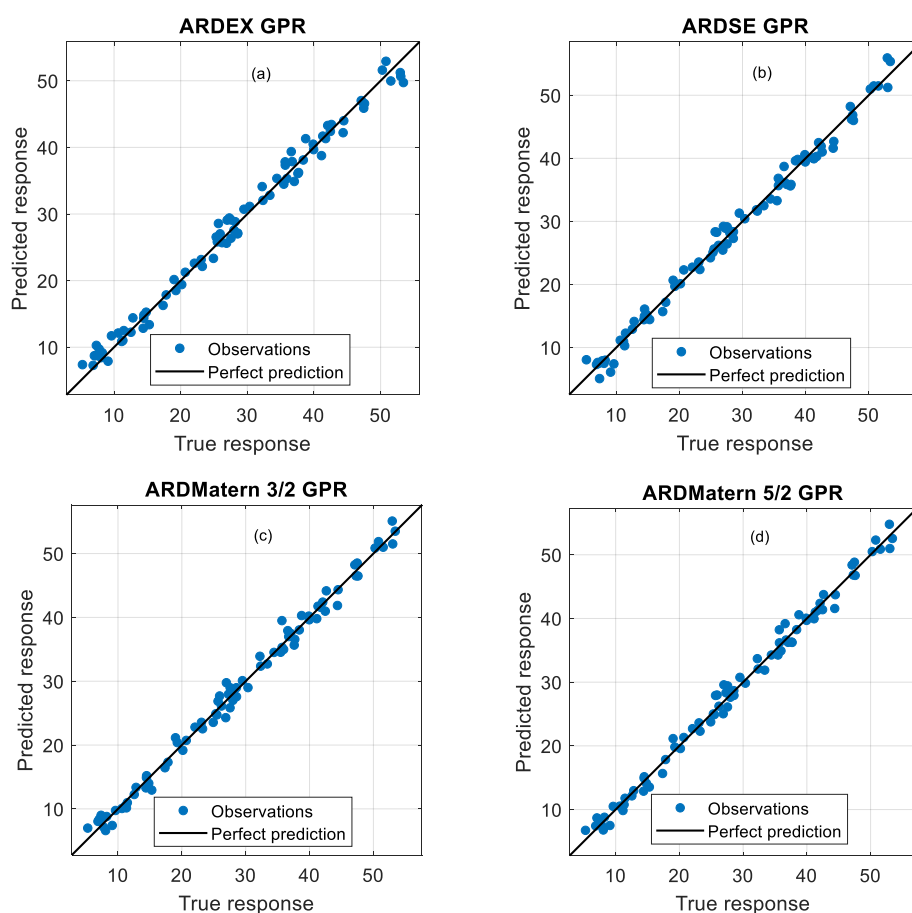 ARDEX GPR
(a)
50
40
30
20
10
Predicted response
Observations
Perfect prediction
10 20 30 40 50
True response
ARDSE GPR
(b)
50
40
30
20
10
Predicted response
Observations
Perfect prediction
10 20 30 40 50
True response
ARDMatern 3/2 GPR
(c)
50
40
30
20
10
Predicted response
Observations
Perfect prediction
10 20 30 40 50
True response
ARDMatern 5/2 GPR
(d)
50
40
30
20
10
Predicted response
Observations
Perfect prediction
10 20 30 40 50
True response